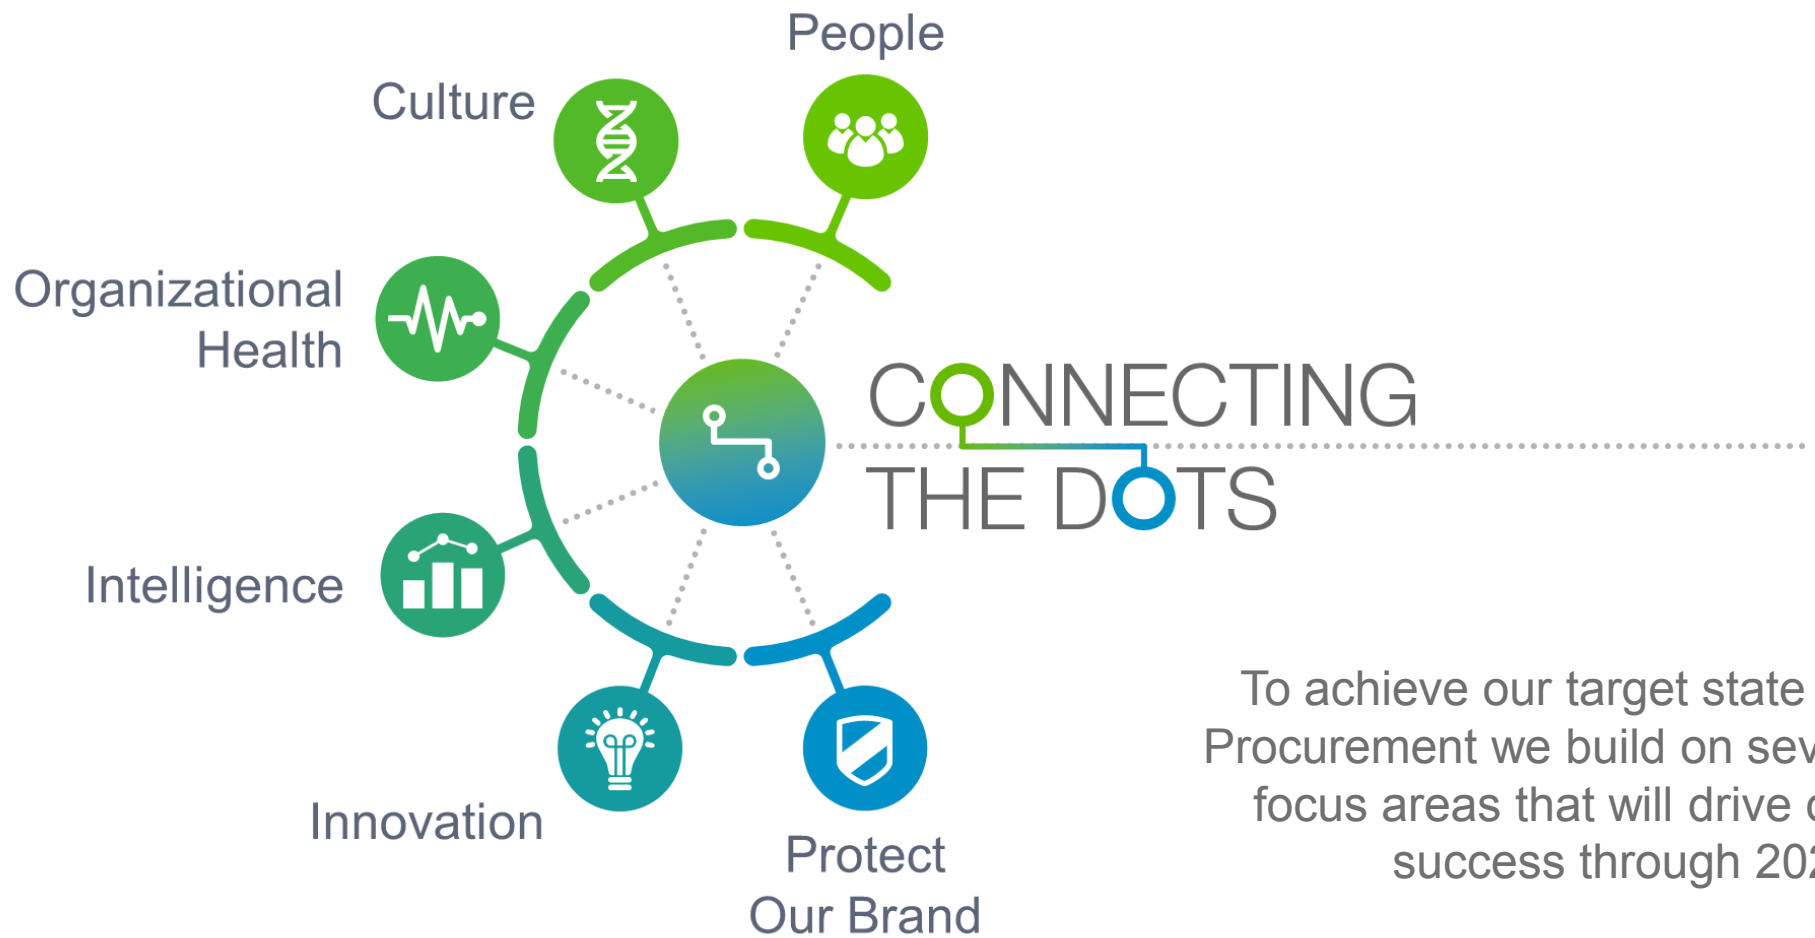 People
Culture
Organizational
Health
Intelligence
Innovation
Protect
Our Brand
CONNECTING
THE DOTS
To achieve our target state
Procurement we build on
focus areas that will drive
success through